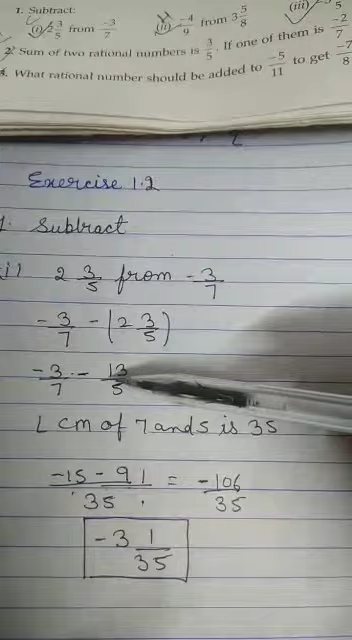 1. Subtract:
(i) 2 3/5 from -3/7 (ii) -4/9 from 3 5/8 (iii)
2. Sum of two rational numbers is 3/5. If one of them is -2/7
What rational number should be added to -5/11 to get -7/8
Exercise 1.2
1. Subtract
i) 2 3/5 from -3/7
-3/7 - (2 3/5)
-3/7 - 13/5
LCM of 7 and 5 is 35
-15-91/35 = -106/35
-3 1/35